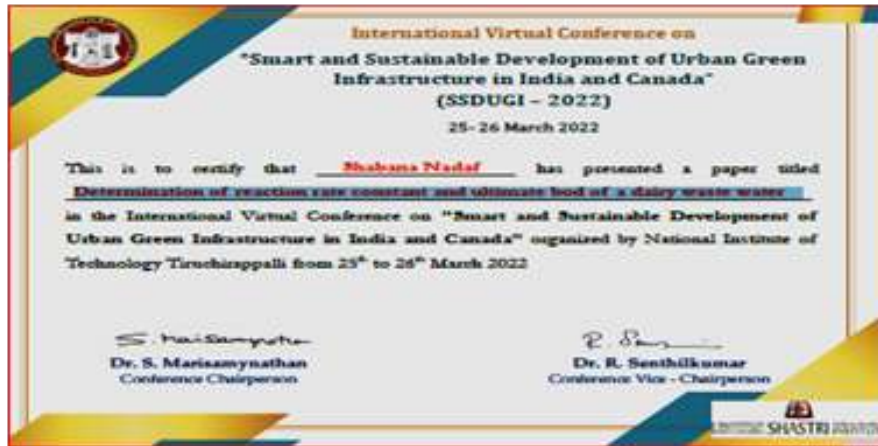 International Virtual Conference on
"Smart and Sustainable Development of Urban Green
Infrastructure in India and Canada"
(SSDUGI – 2022)
25- 26 March 2022
This is to certify that Shabana Nadaf has presented a paper titled
Determination of reaction rate constant and ultimate bod of a dairy waste water
in the International Virtual Conference on "Smart and Sustainable Development of
Urban Green Infrastructure in India and Canada" organized by National Institute of
Technology Tiruchirappalli from 25th to 26th March 2022
Dr. S. Marisamynathan
Dr. R. Senthilkumar
Conference Chairperson
Conference Vice - Chairperson
SHASTRI